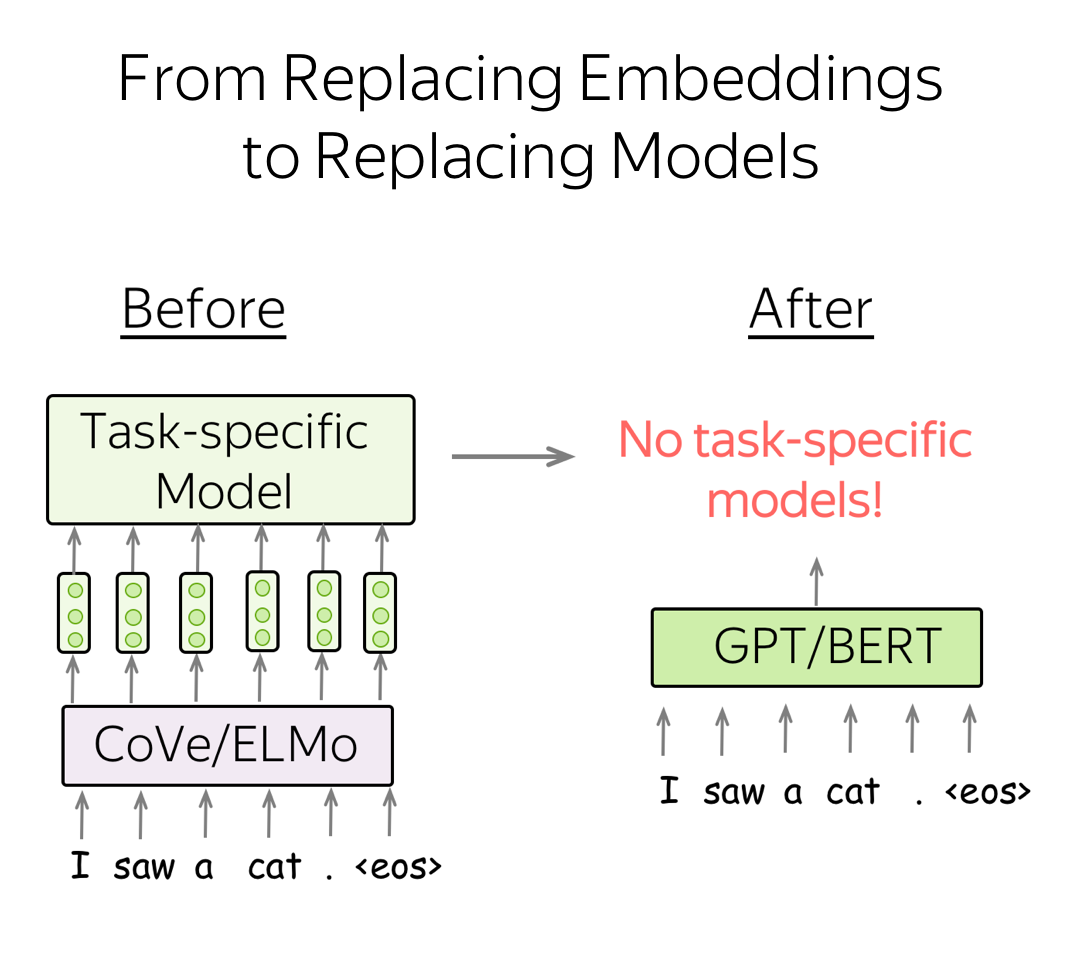 From Replacing Embeddings
to Replacing Models
Before
After
Task-specific
Model
No task-specific
models!
CoVe/ELMo
GPT/BERT
I saw a cat . <eos>
I saw a cat . <eos>